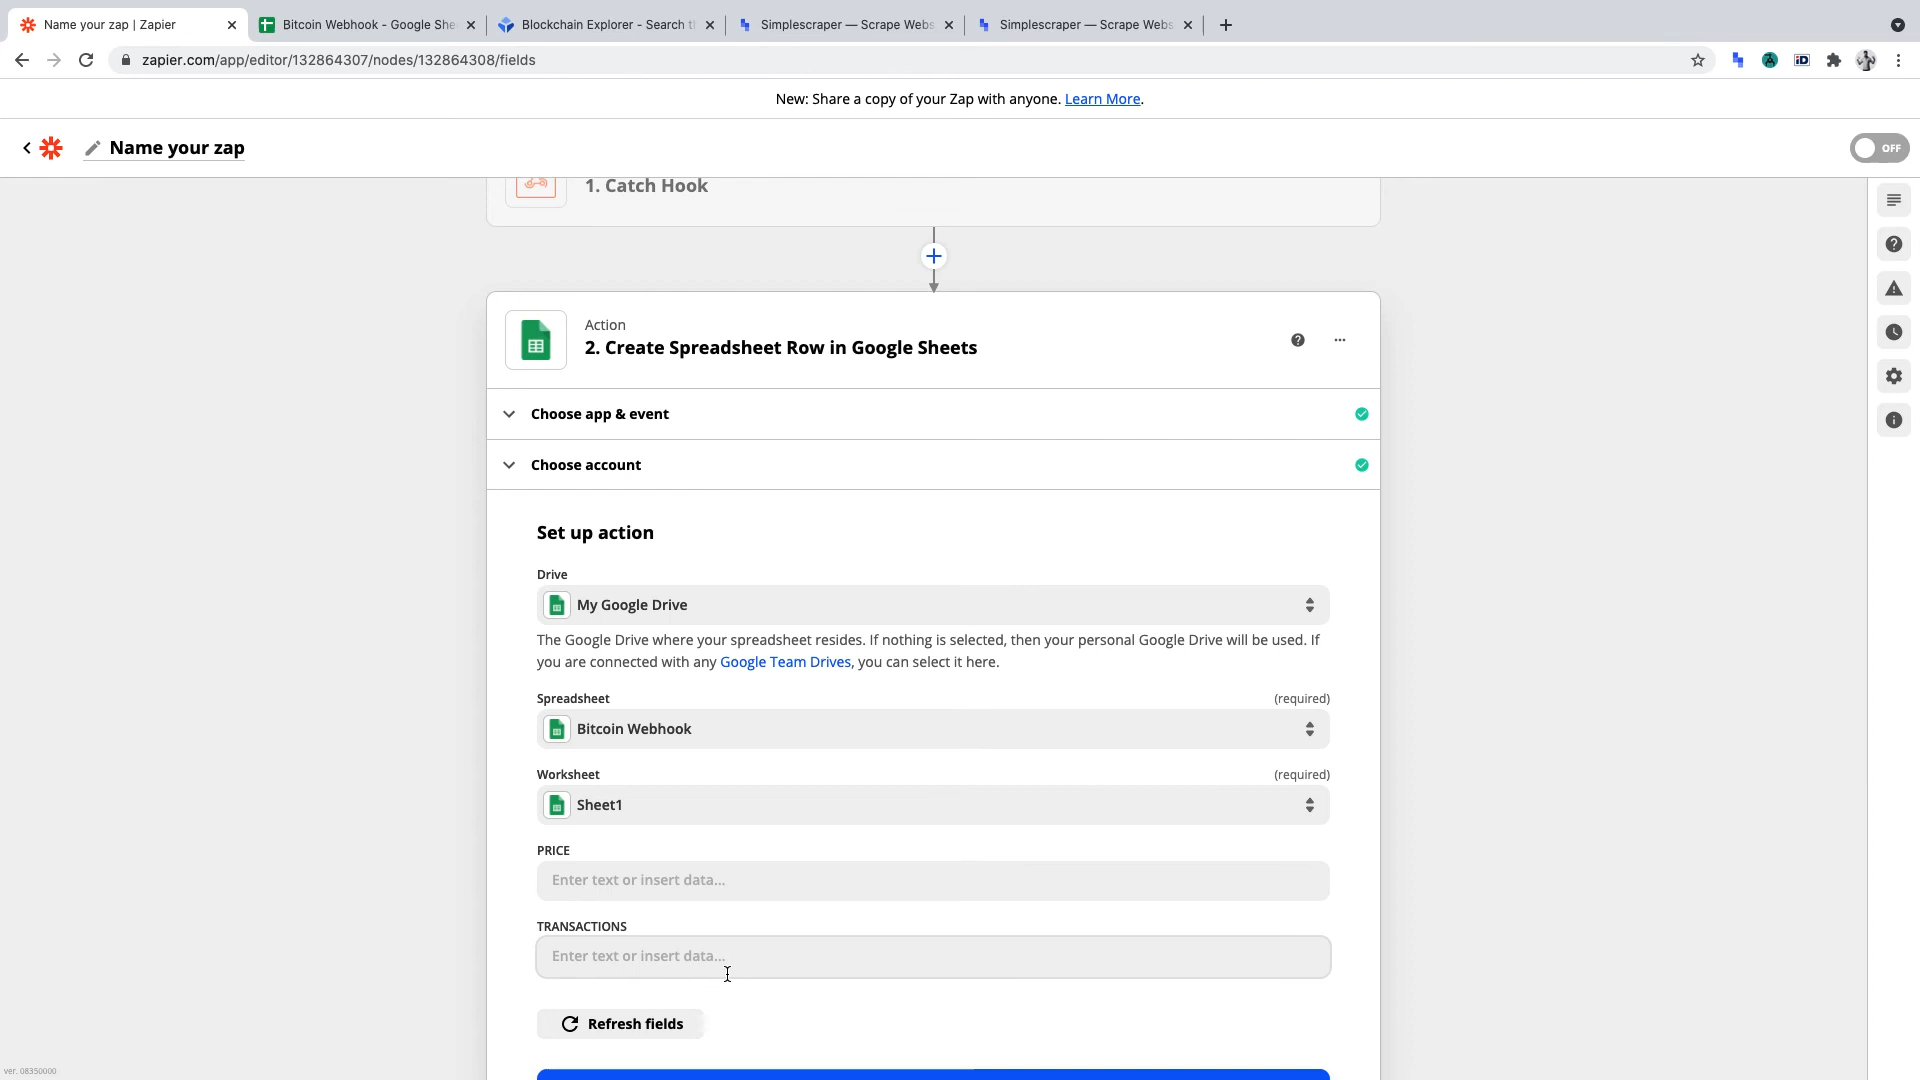 Name your zap | Zapier
Bitcoin Webhook - Google She
Blockchain Explorer - Search t
Simplescraper — Scrape Webs
Simplescraper — Scrape Webs
zapier.com/app/editor/132864307/nodes/132864308/fields
New: Share a copy of your Zap with anyone. Learn More.
Name your zap
OFF
1. Catch Hook
Action
2. Create Spreadsheet Row in Google Sheets
Choose app & event
Choose account
Set up action
Drive
My Google Drive
The Google Drive where your spreadsheet resides. If nothing is selected, then your personal Google Drive will be used. If
you are connected with any Google Team Drives, you can select it here.
Spreadsheet (required)
Bitcoin Webhook
Worksheet (required)
Sheet1
PRICE
Enter text or insert data...
TRANSACTIONS
Enter text or insert data...
Refresh fields
ver. 08350000